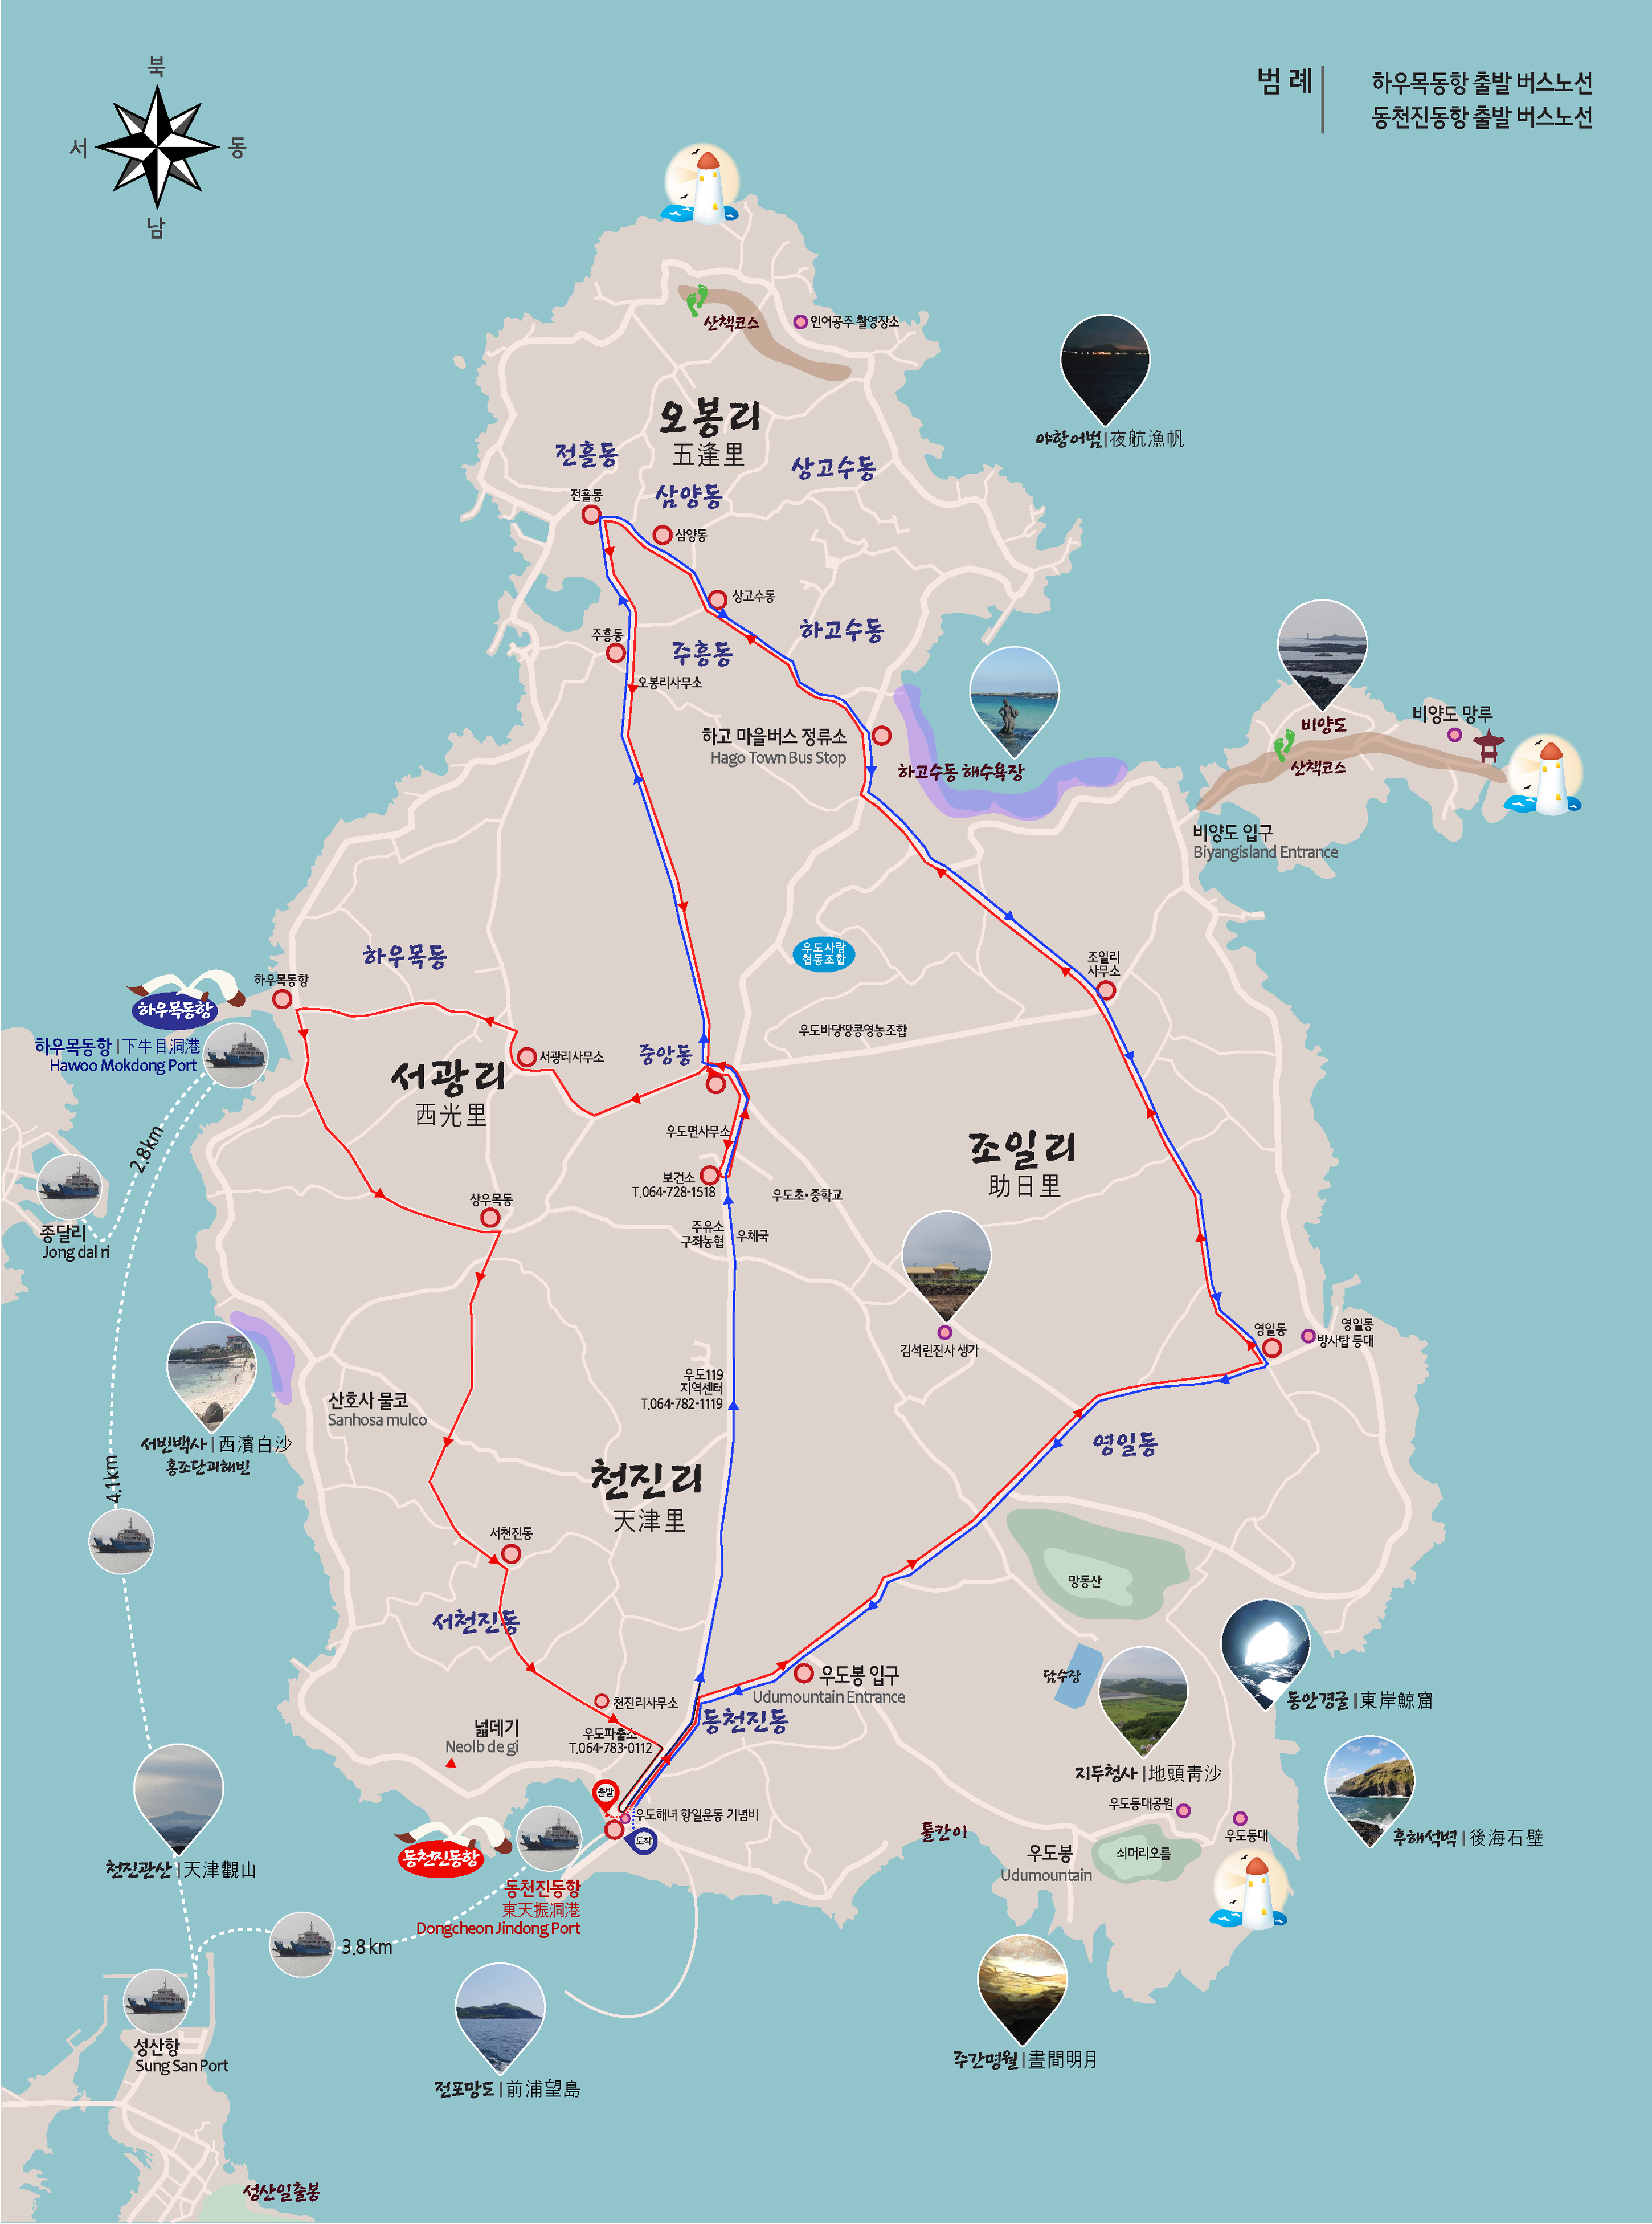 북
서
동
남
범 례
하우목동항 출발 버스노선
동천진동항 출발 버스노선
산책코스
인어공주 촬영장소
오봉리
五逢里
전흘동
삼양동
상고수동
전흘동
삼양동
상고수동
야항어범|夜航漁帆
주흥동
주흥동
하고수동
오봉리사무소
하고 마을버스 정류소
Hago Town Bus Stop
하고수동 해수욕장
비양도
비양도 망루
산책코스
비양도 입구
Biyangisland Entrance
하우목동
우도사랑
협동조합
조일리
사무소
하우목동항
하우목동항
하우목동항|下牛目洞港
Hawoo Mokdong Port
서광리사무소
중앙동
우도바당땅콩영농조합
서광리
西光里
우도면사무소
보건소
T.064-728-1518
우도초·중학교
조일리
助日里
2.8km
종달리
Jong dal ri
상우목동
주유소
구좌농협
우체국
김석린진사 생가
영일동
영일동
방사탑 등대
우도119
지역센터
T.064-782-1119
산호사 물코
Sanhosa mulco
서빈백사|西濱白沙
홍조단괴해빈
4.1km
영일동
천진리
天津里
서천진동
서천진동
망동산
담수장
우도봉 입구
Udumountain Entrance
동천진동
천진리사무소
우도파출소
T.064-783-0112
넓데기
Neolb de gi
동안경굴|東岸鯨窟
지두청사|地頭靑沙
출발
우도해녀 항일운동 기념비
도착
우도등대공원
우도등대
돌칸이
우도봉
Udumountain
쇠머리오름
후해석벽|後海石壁
천진관산|天津觀山
동천진동항
동천진동항
東天振洞港
Dongcheon Jindong Port
3.8 km
성산항
Sung San Port
전포망도|前浦望島
주간명월|晝間明月
성산일출봉